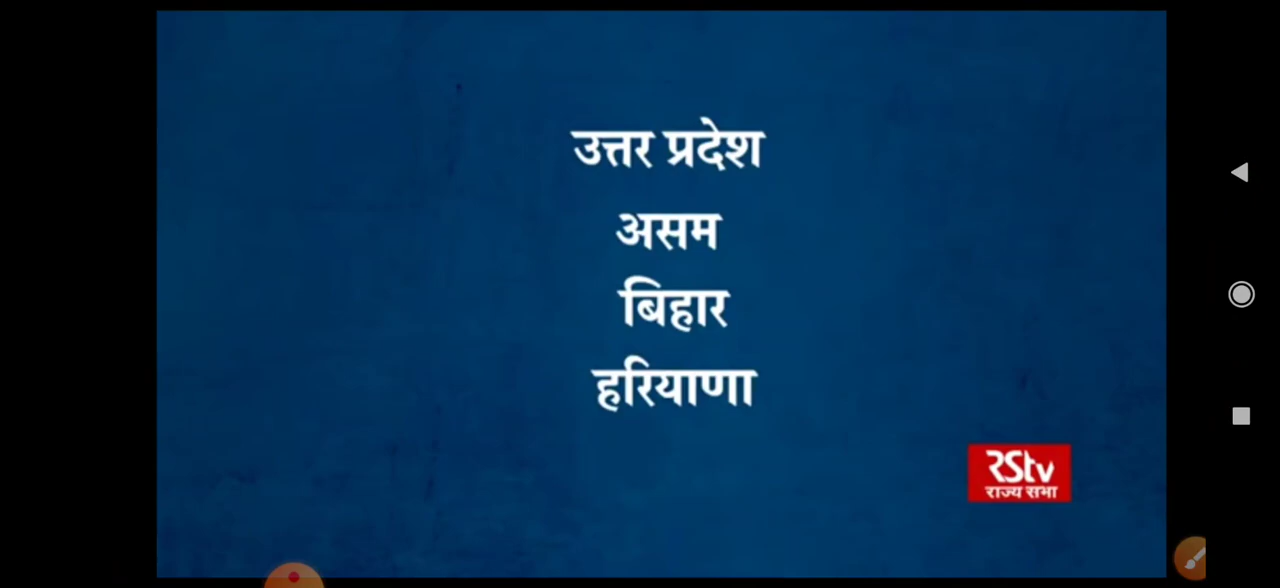 उत्तर प्रदेश
असम
बिहार
हरियाणा
RStv
राज्य सभा